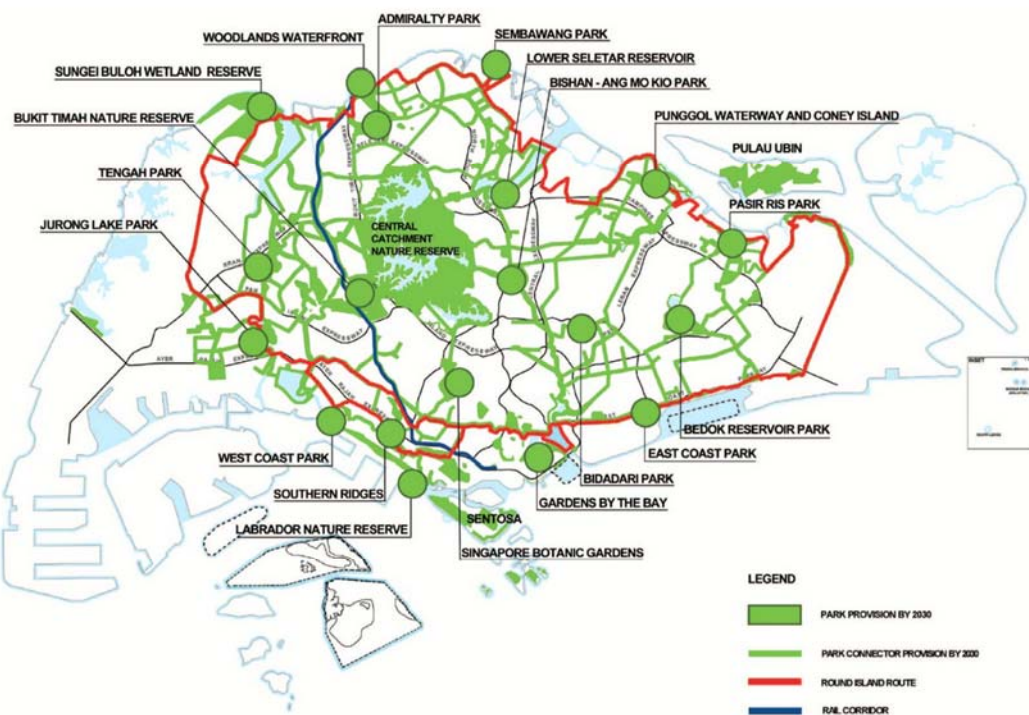 ADMIRALTY PARK
WOODLANDS WATERFRONT
SEMBAWANG PARK
SUNGEI BULOH WETLAND RESERVE
LOWER SELETAR RESERVOIR
BISHAN - ANG MO KIO PARK
BUKIT TIMAH NATURE RESERVE
PUNGGOL WATERWAY AND CONEY ISLAND
PULAU UBIN
TENGAH PARK
PASIR RIS PARK
JURONG LAKE PARK
CENTRAL
CATCHMENT
NATURE RESERVE
WEST COAST PARK
BEDOK RESERVOIR PARK
EAST COAST PARK
SOUTHERN RIDGES
BIDADARI PARK
GARDENS BY THE BAY
LABRADOR NATURE RESERVE
SENTOSA
SINGAPORE BOTANIC GARDENS
INSET
LEGEND
PARK PROVISION BY 2030
PARK CONNECTOR PROVISION BY 2030
ROUND ISLAND ROUTE
RAIL CORRIDOR